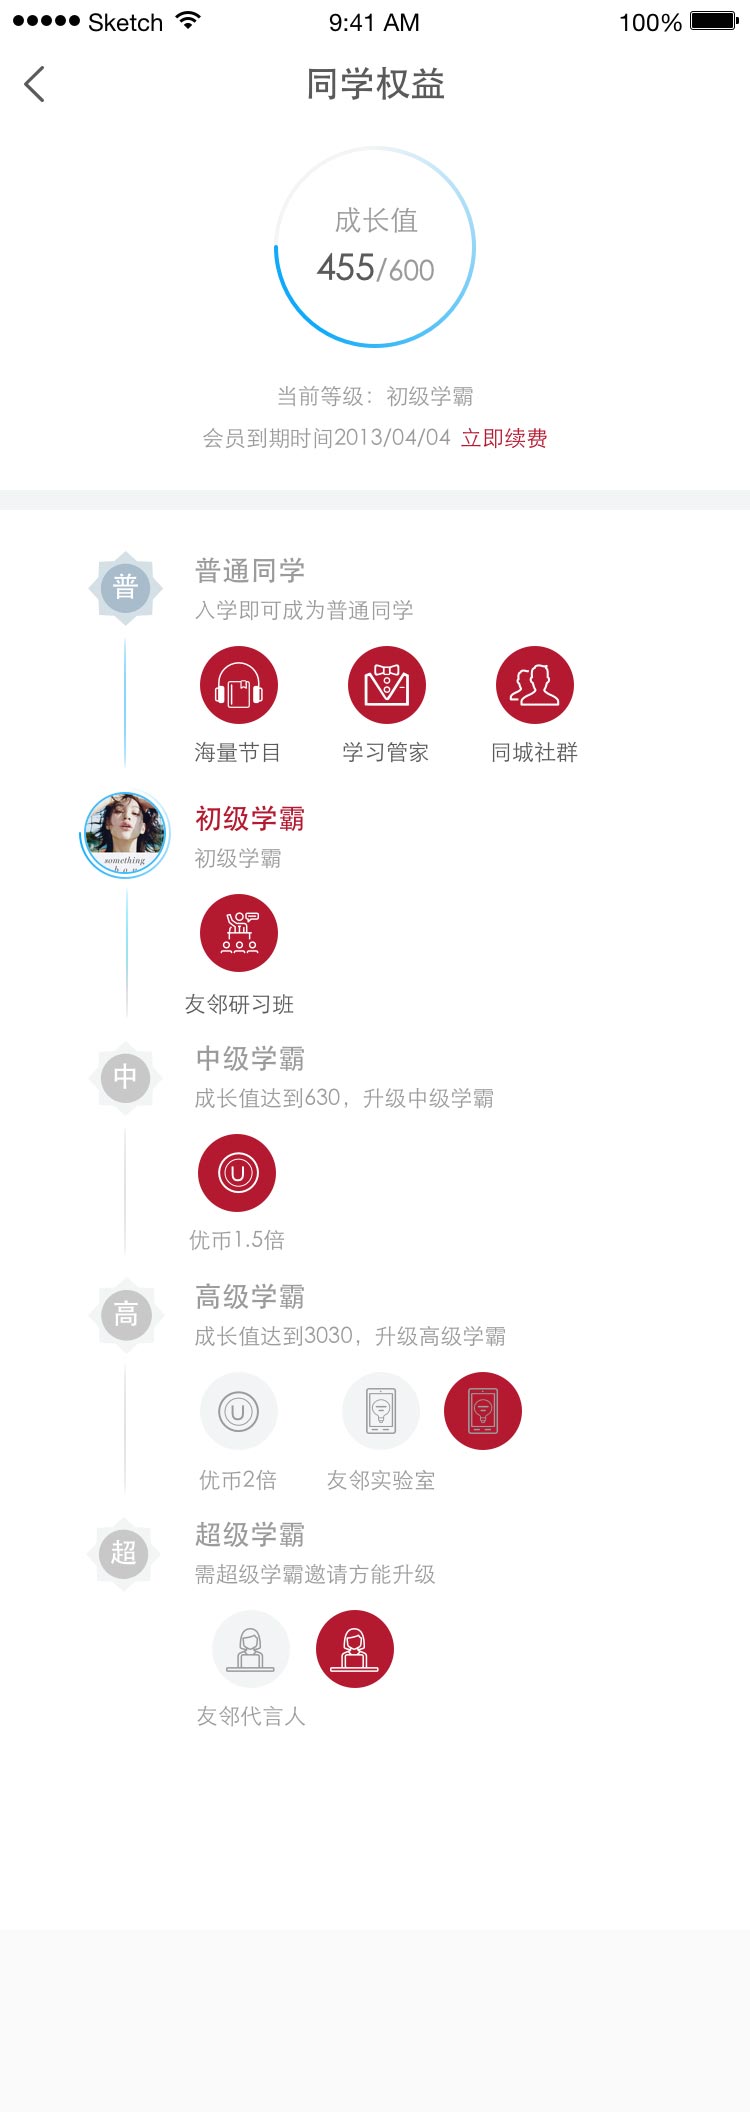 Sketch 9:41 AM 100%
同学权益
成长值
455/600
当前等级：初级学霸
会员到期时间2013/04/04 立即续费
普 普通同学
入学即可成为普通同学
海量节目 学习管家 同城社群
初级学霸
初级学霸
something
友邻研习班
中 中级学霸
成长值达到630，升级中级学霸
U
优币1.5倍
高 高级学霸
成长值达到3030，升级高级学霸
U
优币2倍 友邻实验室
超 超级学霸
需超级学霸邀请方能升级
友邻代言人